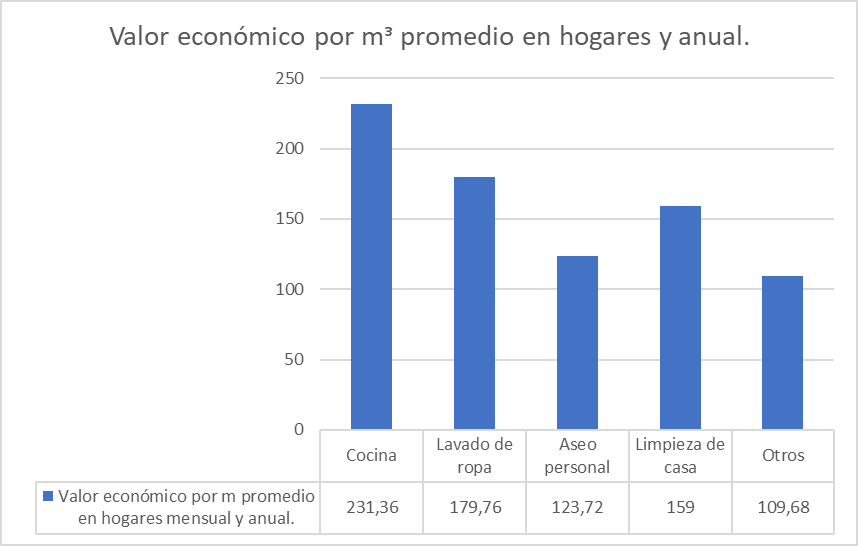 Valor económico por m³ promedio en hogares y anual.
250
200
150
100
50
0
Cocina
Lavado de
ropa
Aseo
personal
Limpieza de
casa
Otros
Valor económico por m promedio
en hogares mensual y anual.
231,36
179,76
123,72
159
109,68